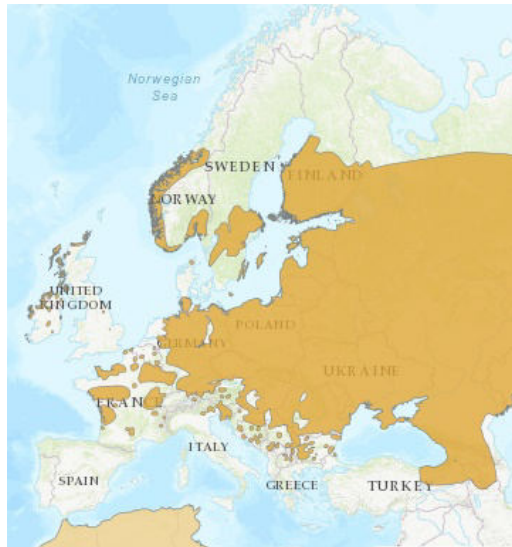 Norwegian
Sea
SWEDEN
FINLAND
NORWAY
UNITED
KINGDOM
POLAND
GERMANY
UKRAINE
FRANCE
ITALY
SPAIN
GREECE
TURKEY